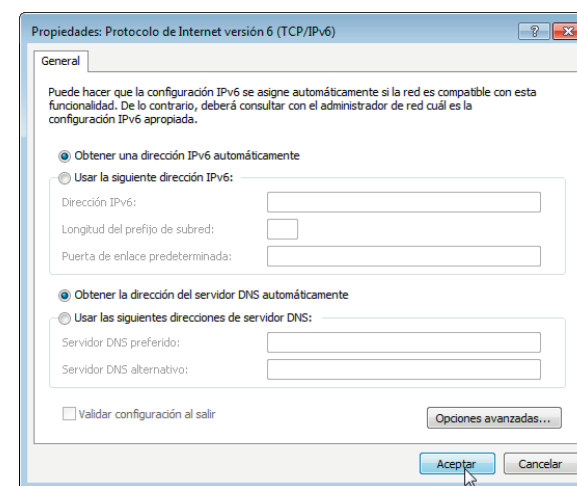 Propiedades: Protocolo de Internet versión 6 (TCP/IPv6)
General
Puede hacer que la configuración IPv6 se asigne automáticamente si la red es compatible con esta
funcionalidad. De lo contrario, deberá consultar con el administrador de red cuál es la
configuración IPv6 apropiada.
Obtener una dirección IPv6 automáticamente
Usar la siguiente dirección IPv6:
Dirección IPv6:
Longitud del prefijo de subred:
Puerta de enlace predeterminada:
Obtener la dirección del servidor DNS automáticamente
Usar las siguientes direcciones de servidor DNS:
Servidor DNS preferido:
Servidor DNS alternativo:
Validar configuración al salir
Opciones avanzadas...
Aceptar Cancelar